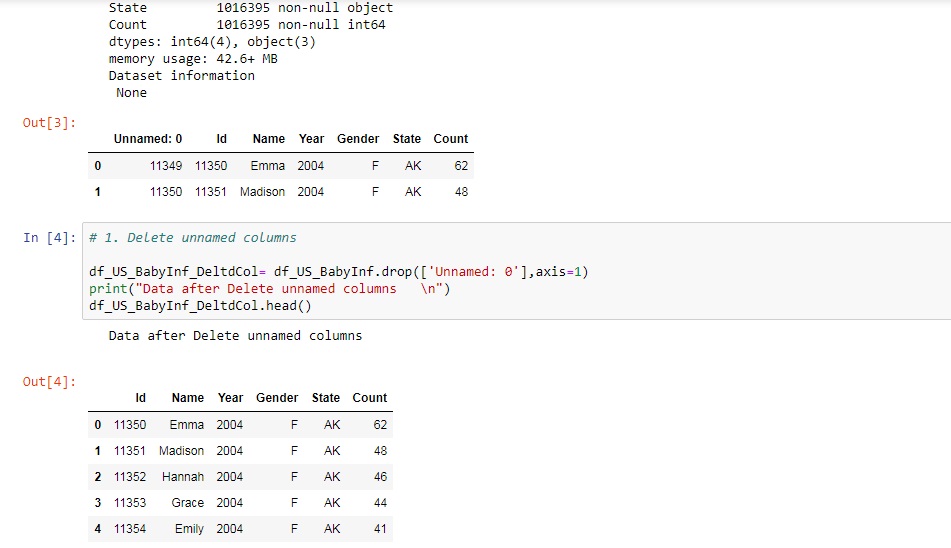 State         1016395 non-null object
Count         1016395 non-null int64
dtypes: int64(4), object(3)
memory usage: 42.6+ MB
Dataset information
 None
Out[3]:
Unnamed: 0 Id Name Year Gender State Count
0 11349 11350 Emma 2004 F AK 62
1 11350 11351 Madison 2004 F AK 48
In [4]: # 1. Delete unnamed columns
df_US_BabyInf_DeltdCol= df_US_BabyInf.drop(['Unnamed: 0'],axis=1)
print("Data after Delete unnamed columns   \n")
df_US_BabyInf_DeltdCol.head()
Data after Delete unnamed columns
Out[4]:
Id Name Year Gender State Count
0 11350 Emma 2004 F AK 62
1 11351 Madison 2004 F AK 48
2 11352 Hannah 2004 F AK 46
3 11353 Grace 2004 F AK 44
4 11354 Emily 2004 F AK 41